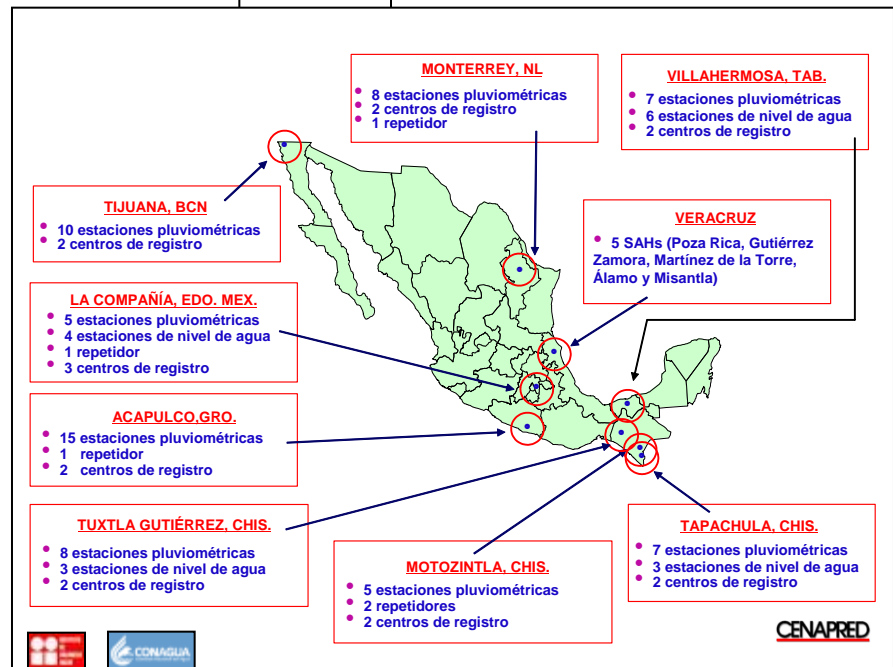 MONTERREY, NL
• 8 estaciones pluviométricas
• 2 centros de registro
• 1 repetidor
VILLAHERMOSA, TAB.
• 7 estaciones pluviométricas
• 6 estaciones de nivel de agua
• 2 centros de registro
TIJUANA, BCN
• 10 estaciones pluviométricas
• 2 centros de registro
VERACRUZ
• 5 SAHs (Poza Rica, Gutiérrez
Zamora, Martínez de la Torre,
Álamo y Misantla)
LA COMPAÑÍA, EDO. MEX.
• 5 estaciones pluviométricas
• 4 estaciones de nivel de agua
• 1 repetidor
• 3 centros de registro
ACAPULCO,GRO.
• 15 estaciones pluviométricas
• 1 repetidor
• 2 centros de registro
TUXTLA GUTIÉRREZ, CHIS.
• 8 estaciones pluviométricas
• 3 estaciones de nivel de agua
• 2 centros de registro
MOTOZINTLA, CHIS.
• 5 estaciones pluviométricas
• 2 repetidores
• 2 centros de registro
TAPACHULA, CHIS.
• 7 estaciones pluviométricas
• 3 estaciones de nivel de agua
• 2 centros de registro
CONAGUA
CENAPRED